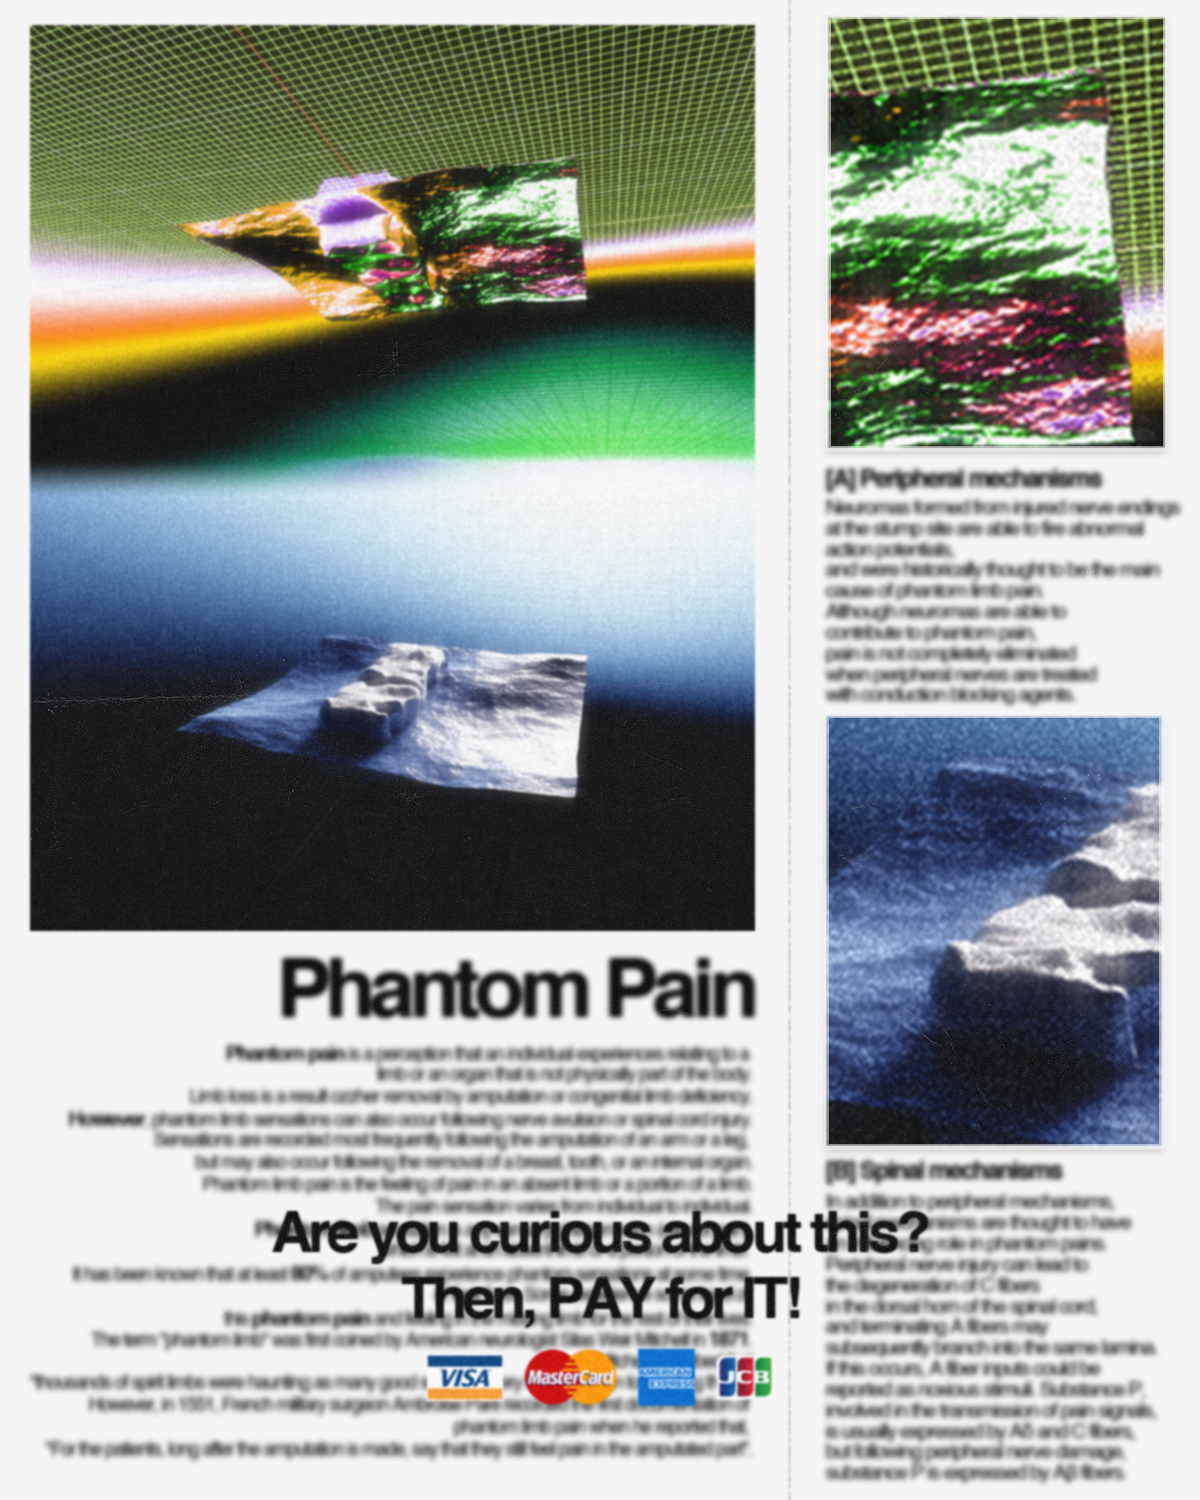 Phantom Pain
Phantom pain is a perception that an individual experiences relating to a
limb or an organ that is not physically part of the body.
Limb loss is a result ozzher removal by amputation or congenital limb deficiency.
However, phantom limb sensations can also occur following nerve avulsion or spinal cord injury.
Sensations are recorded most frequently following the amputation of an arm or a leg,
but may also occur following the removal of a breast, tooth, or an internal organ.
Phantom limb pain is the feeling of pain in an absent limb or a portion of a limb.
The pain sensation varies from individual to individual.
It has been known that at least 80% of amputees experience phantom sensations at some time
this phantom pain and feeling in the missing limb for the rest of their lives.
The term "phantom limb" was first coined by American neurologist Silas Weir Mitchell in 1871.
"thousands of spirit limbs were haunting as many good
However, in 1551, French military surgeon Ambroise Paré recorded the first
phantom limb pain when he reported that,
"For the patients, long after the amputation is made, say that they still feel pain in the amputated part".
Are you curious about this?
Then, PAY for IT!
VISA
MasterCard
AMERICAN
EXPRESS
JCB
[A] Peripheral mechanisms
Neuromas formed from injured nerve endings
at the stump site are able to fire abnormal
action potentials,
and were historically thought to be the main
cause of phantom limb pain.
Although neuromas are able to
contribute to phantom pain,
pain is not completely eliminated
when peripheral nerves are treated
with conduction blocking agents.
[B] Spinal mechanisms
In addition to peripheral mechanisms,
are thought to have
role in phantom pains.
Peripheral nerve injury can lead to
the degeneration of C fibers
in the dorsal horn of the spinal cord,
and terminating A fibers may
subsequently branch into the same lamina.
If this occurs, A fiber inputs could be
reported as noxious stimuli. Substance P,
involved in the transmission of pain signals,
is usually expressed by Aδ and C fibers,
but following peripheral nerve damage,
substance P is expressed by Aβ fibers.